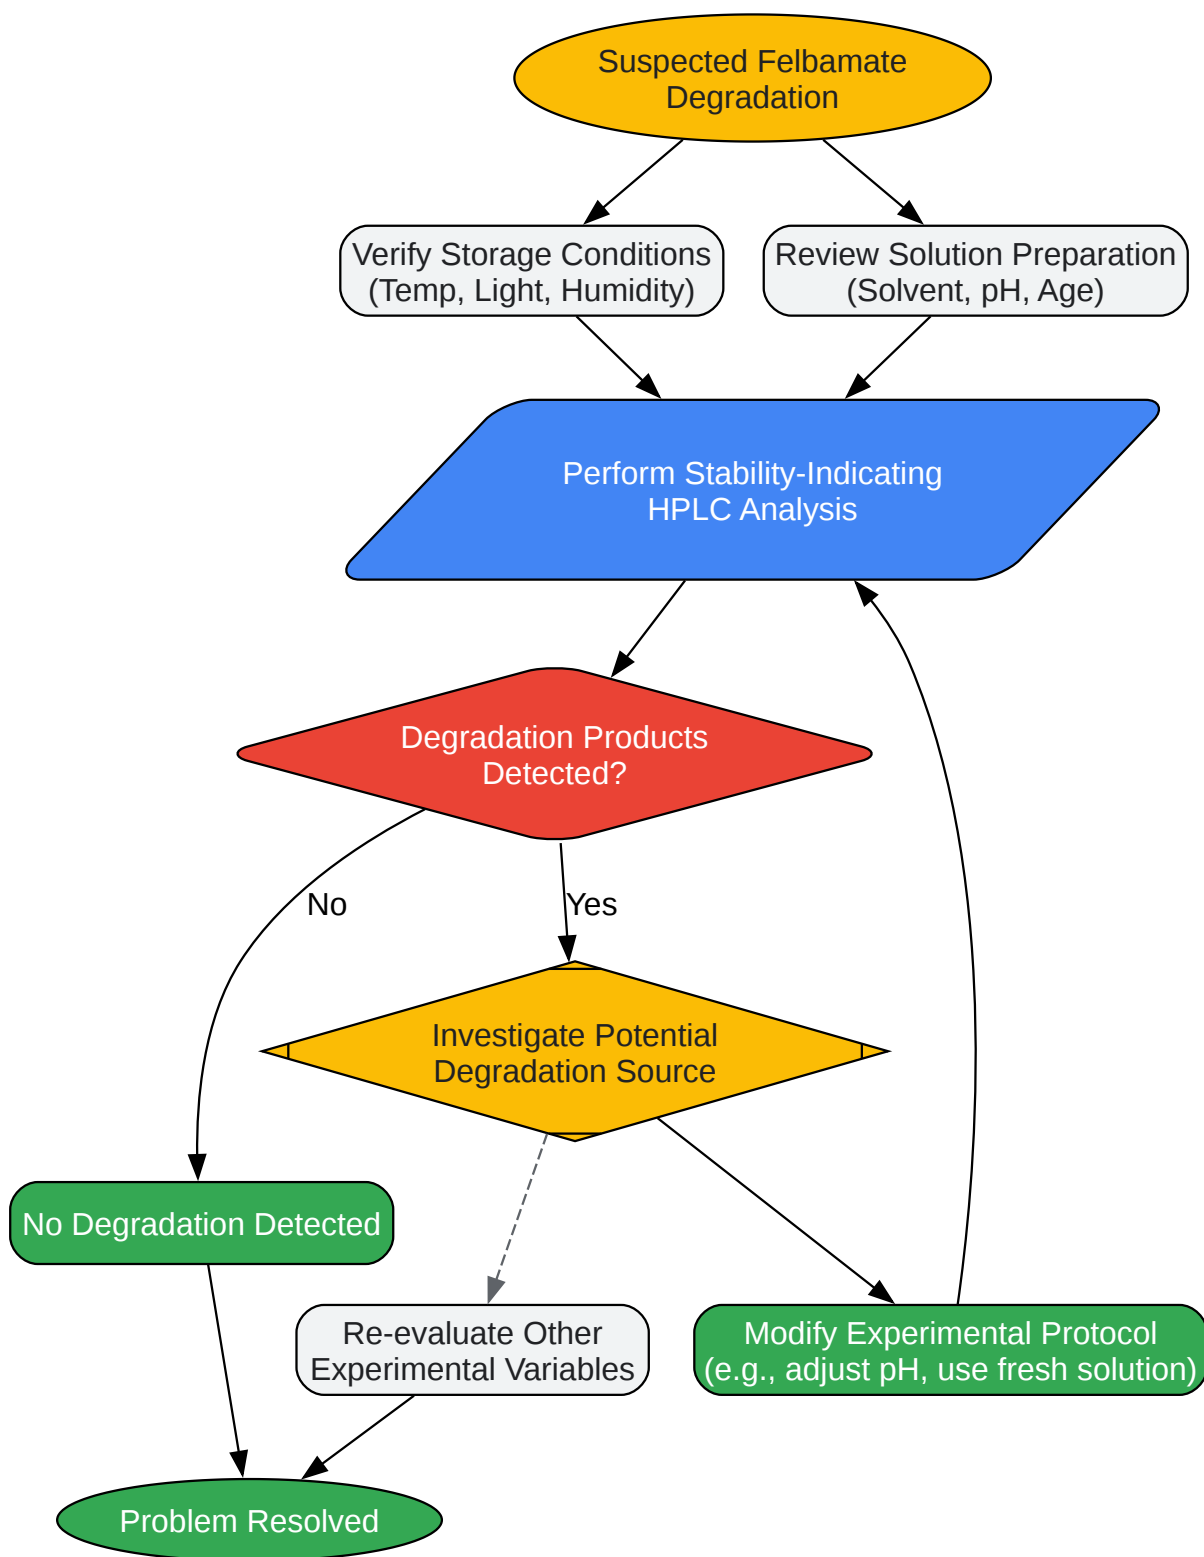 Suspected Felbamate
Degradation
Verify Storage Conditions
(Temp, Light, Humidity)
Review Solution Preparation
(Solvent, pH, Age)
Perform Stability-Indicating
HPLC Analysis
Degradation Products
Detected?
No
Yes
Investigate Potential
Degradation Source
No Degradation Detected
Re-evaluate Other
Experimental Variables
Modify Experimental Protocol
(e.g., adjust pH, use fresh solution)
Problem Resolved